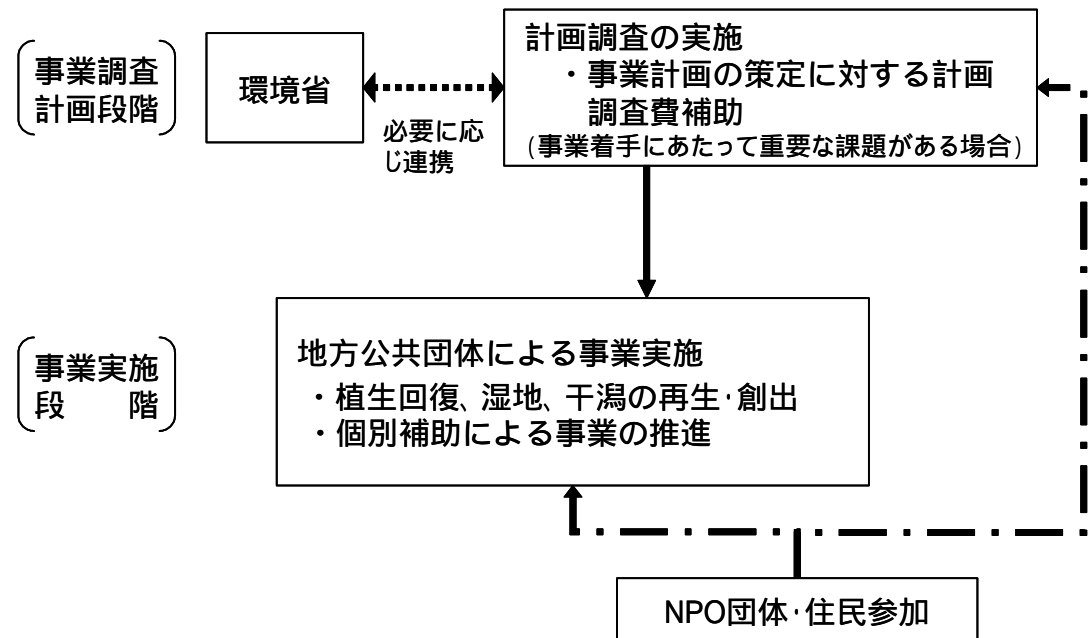 事業調査
計画段階
環境省
必要に応
じ連携
計画調査の実施
・事業計画の策定に対する計画
調査費補助
(事業着手にあたって重要な課題がある場合)
事業実施
段　　階
地方公共団体による事業実施
・植生回復、湿地、干潟の再生・創出
・個別補助による事業の推進
NPO団体・住民参加